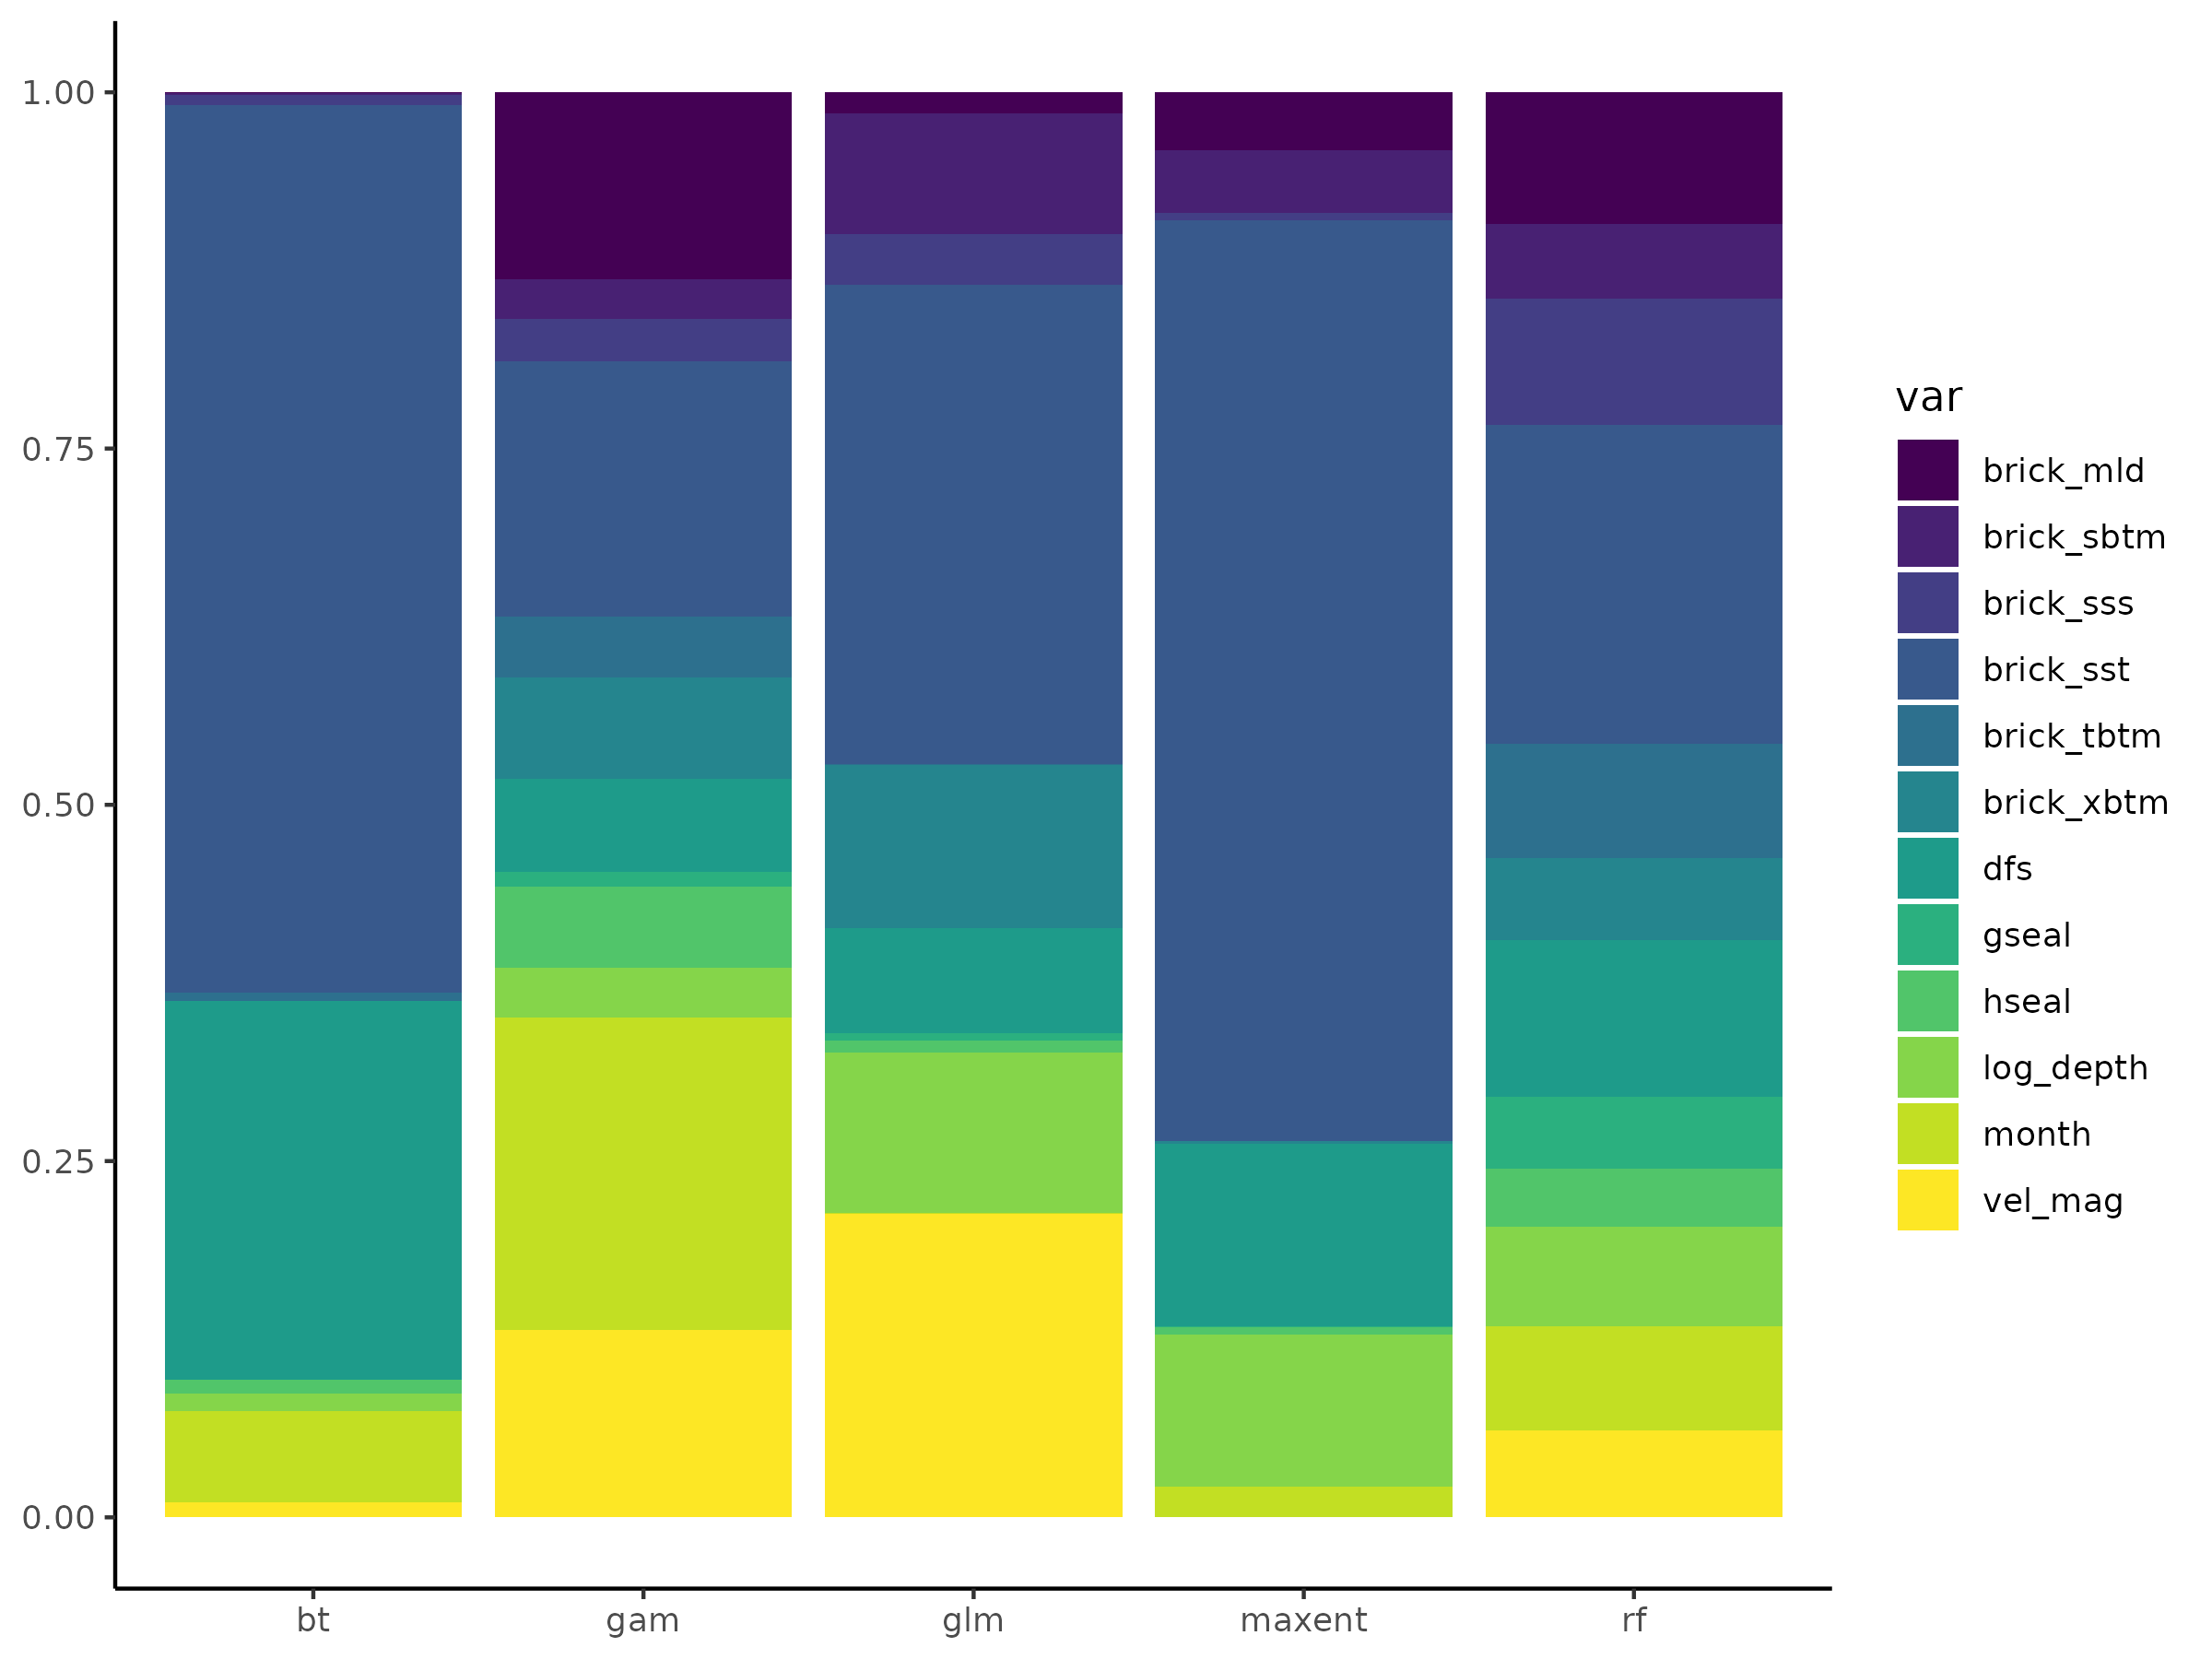 1.00
0.75
0.50
0.25
0.00
bt gam glm maxent rf
var
brick_mld
brick_sbtm
brick_sss
brick_sst
brick_tbtm
brick_xbtm
dfs
gseal
hseal
log_depth
month
vel_mag